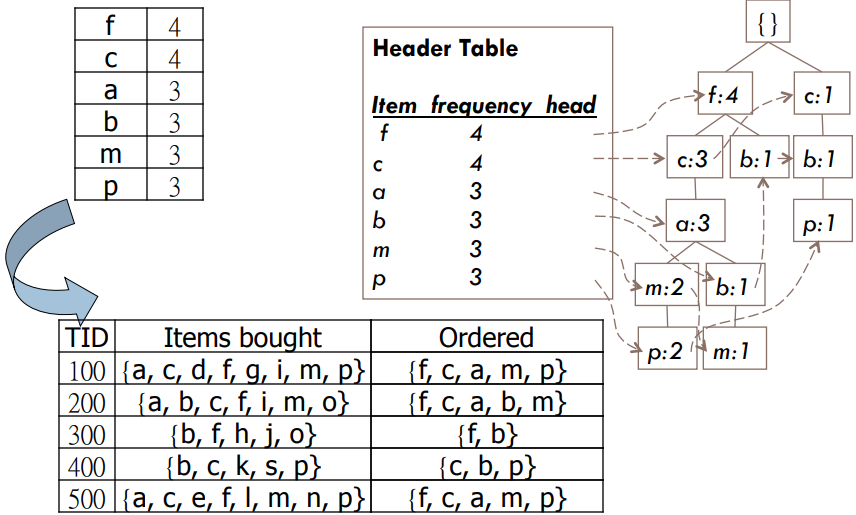 f 4
c 4
a 3
b 3
m 3
p 3
Header Table
Item frequency head
f 4
c 4
a 3
b 3
m 3
p 3
{}
f:4 c:1
c:3 b:1 b:1
a:3 p:1
m:2 b:1
p:2 m:1
TID Items bought Ordered
100 {a, c, d, f, g, i, m, p} {f, c, a, m, p}
200 {a, b, c, f, i, m, o} {f, c, a, b, m}
300 {b, f, h, j, o} {f, b}
400 {b, c, k, s, p} {c, b, p}
500 {a, c, e, f, l, m, n, p} {f, c, a, m, p}